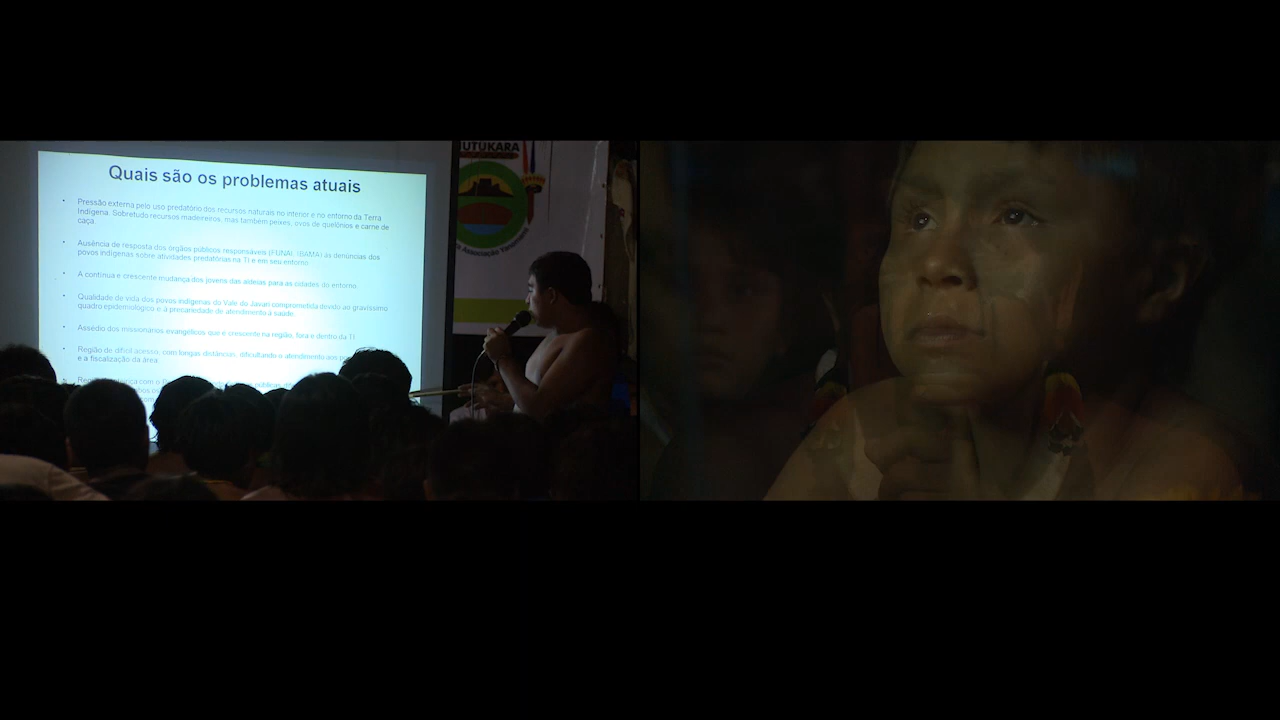 Quais são os problemas atuais
• Pressão externa pelo uso predatório dos recursos naturais no interior e no entorno da Terra
Indígena. Sobretudo recursos madeireiros, mas também peixes, ovos de quelônios e carne de
caça.
• Ausência de resposta dos órgãos públicos responsáveis (FUNAI, IBAMA) às denúncias dos
povos indígenas sobre atividades predatórias na TI e em seu entorno.
• A contínua e crescente mudança dos jovens das aldeias para as cidades do entorno.
• Qualidade de vida dos povos indígenas do Vale do Javari comprometida devido ao gravíssimo
quadro epidemiológico e à precariedade de atendimento à saúde.
• Assédio dos missionários evangélicos que é crescente na região, fora e dentro da TI
• Região de difícil acesso, com longas distâncias, dificultando o atendimento aos
e a fiscalização da área.
com o
públicas
UTUKARA
Associação